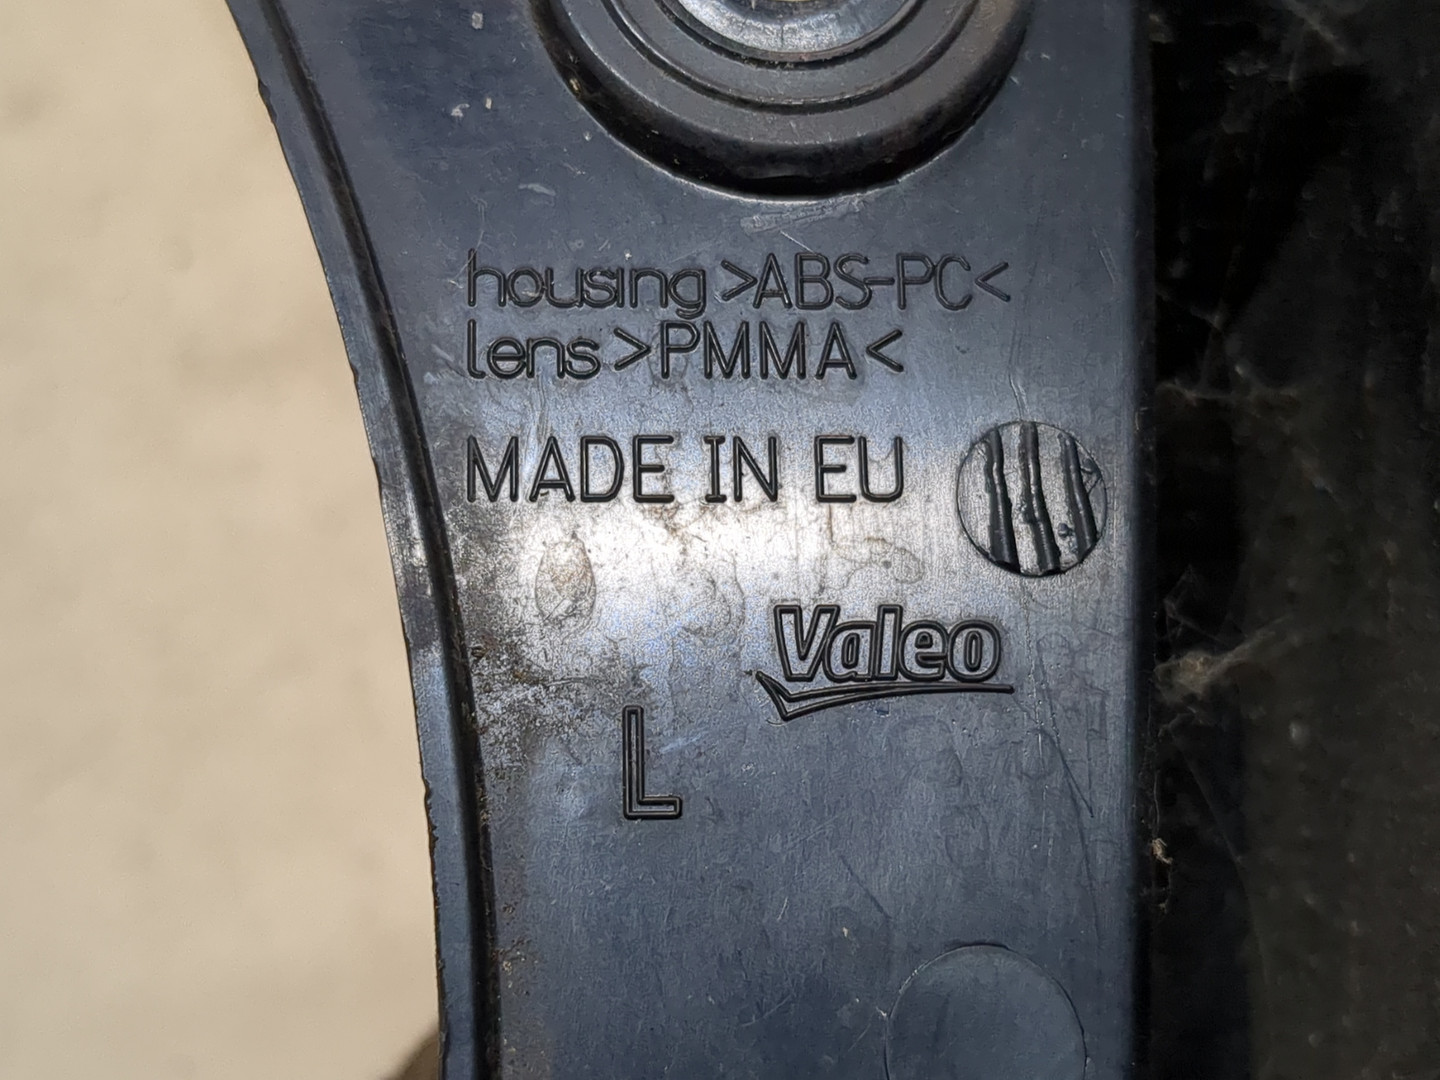 housing >ABS-PC<
lens >PMMA<
MADE IN EU
Valeo
L